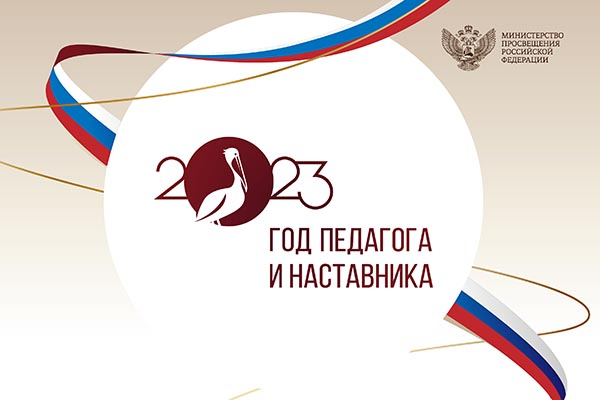 МИНИСТЕРСТВО
ПРОСВЕЩЕНИЯ
РОССИЙСКОЙ
ФЕДЕРАЦИИ
2023
ГОД ПЕДАГОГА
И НАСТАВНИКА